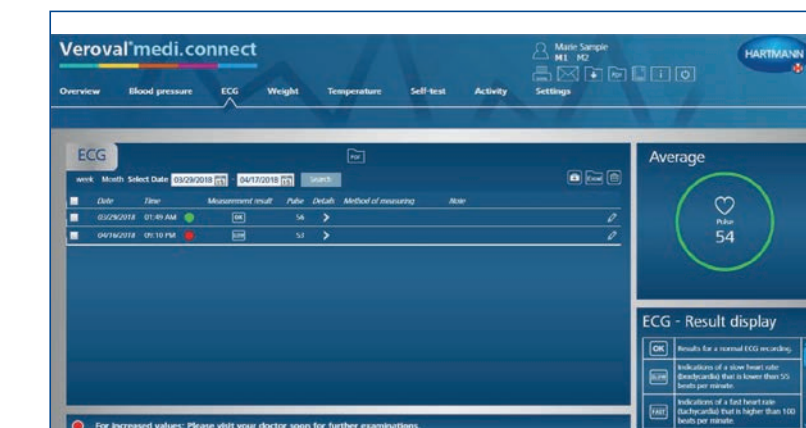 Veroval® medi.connect
Marie Sample
M1 M2
HARTMANN
PDF
Overview Blood pressure ECG Weight Temperature Self-test Activity Settings
ECG
PDF
week Month Select Date 03/29/2018 - 04/17/2018 Search
Excel
Date Time Measurement result Pulse Details Method of measuring Note
03/29/2018 01:49 AM OK 56
04/16/2018 09:10 PM SLOW 53
Average
Pulse
54
ECG - Result display
OK Results for a normal ECG recording.
SLOW Indications of a slow heart rate
(bradycardia) that is lower than 55
beats per minute.
FAST Indications of a fast heart rate
(tachycardia) that is higher than 100
beats per minute.
For increased values: Please visit your doctor soon for further examinations.